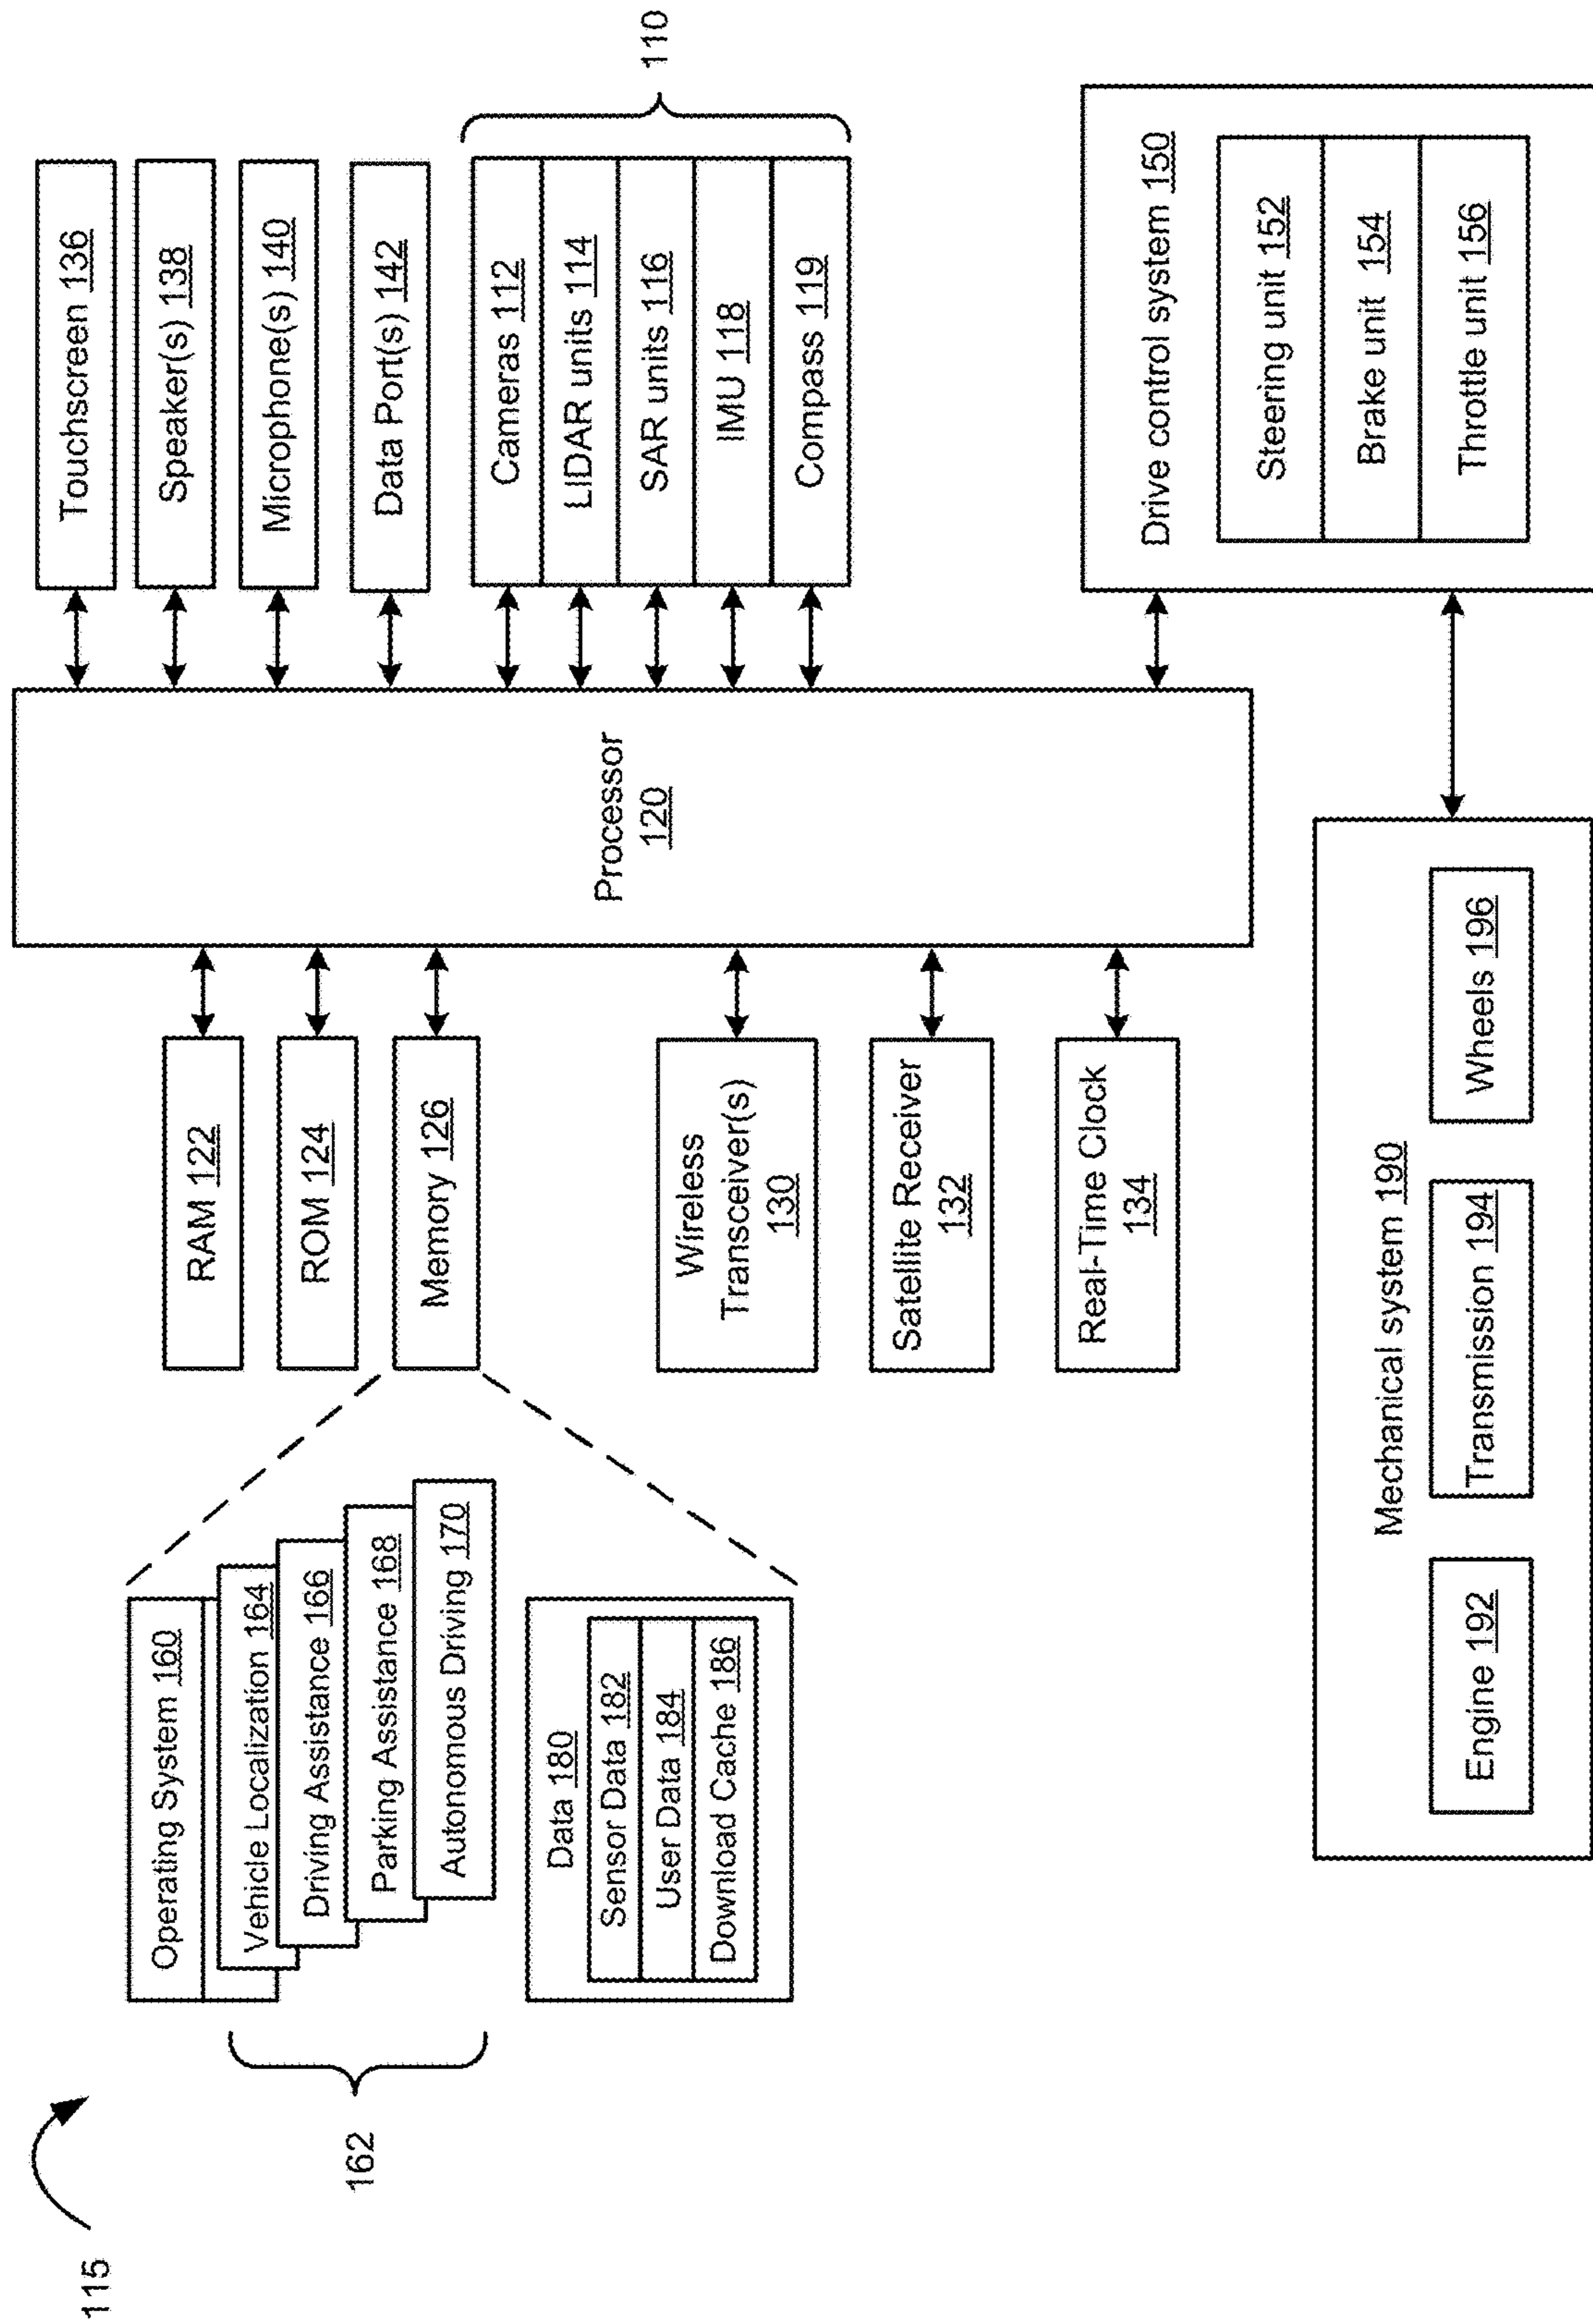 115
162
Operating System 160
Vehicle Localization 164
Driving Assistance 166
Parking Assistance 168
Autonomous Driving 170
Data 180
Sensor Data 182
User Data 184
Download Cache 186
RAM 122
ROM 124
Memory 126
Wireless
Transceiver(s)
130
Satellite Receiver
132
Real-Time Clock
134
Processor
120
Touchscreen 136
Speaker(s) 138
Microphone(s) 140
Data Port(s) 142
Cameras 112
LIDAR units 114
SAR units 116
IMU 118
Compass 119
110
Mechanical system 190
Engine 192
Transmission 194
Wheels 196
Drive control system 150
Steering unit 152
Brake unit 154
Throttle unit 156